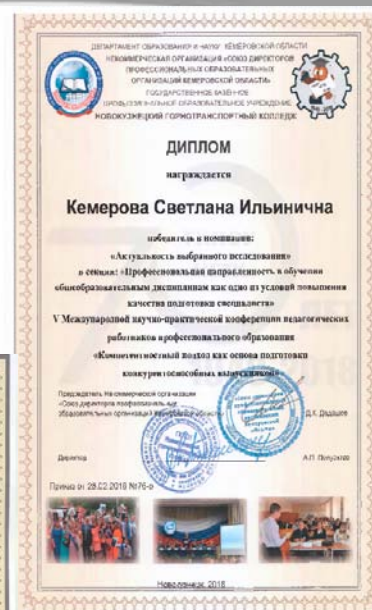 ДЕПАРТАМЕНТ ОБРАЗОВАНИЯ И НАУКИ КЕМЕРОВСКОЙ ОБЛАСТИ
НЕКОММЕРЧЕСКАЯ ОРГАНИЗАЦИЯ «СОЮЗ ДИРЕКТОРОВ
ПРОФЕССИОНАЛЬНЫХ ОБРАЗОВАТЕЛЬНЫХ
ОРГАНИЗАЦИЙ КЕМЕРОВСКОЙ ОБЛАСТИ»
ГОСУДАРСТВЕННОЕ КАЗЁННОЕ
ПРОФЕССИОНАЛЬНОЕ ОБРАЗОВАТЕЛЬНОЕ УЧРЕЖДЕНИЕ
НОВОКУЗНЕЦКИЙ ГОРНОТРАНСПОРТНЫЙ КОЛЛЕДЖ
ДИПЛОМ
награждается
Кемерова Светлана Ильинична
победитель в номинации:
«Актуальность выбранного исследования»
в секции: «Профессиональная направленность в обучении
общеобразовательным дисциплинам как одно из условий повышения
качества подготовки специалиста»
V Международной научно-практической конференции педагогических
работников профессионального образования
«Компетентностный подход как основа подготовки
конкурентоспособных выпускников»
Председатель Некоммерческой организации
«Союз директоров профессиональных
образовательных организаций Кемеровской области»
Д.К. Дадашев
Директор
Приказ от 28.02.2018 №76-о
Новокузнецк, 2018